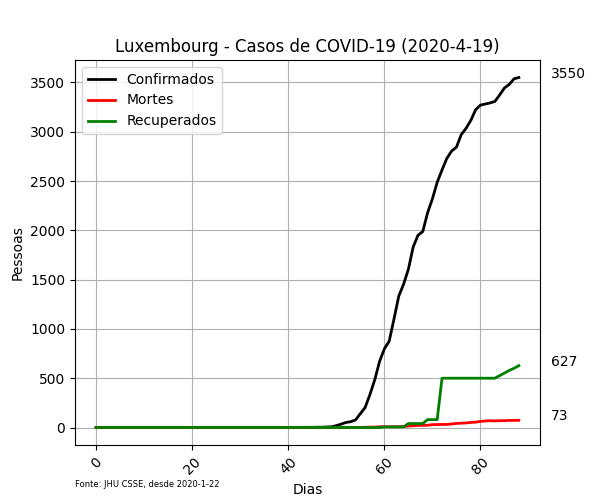 Luxembourg - Casos de COVID-19 (2020-4-19)
Confirmados
Mortes
Recuperados
3550
627
73
3500
3000
2500
2000
1500
1000
500
0
Pessoas
0
20
40
60
80
Dias
Fonte: JHU CSSE, desde 2020-1-22